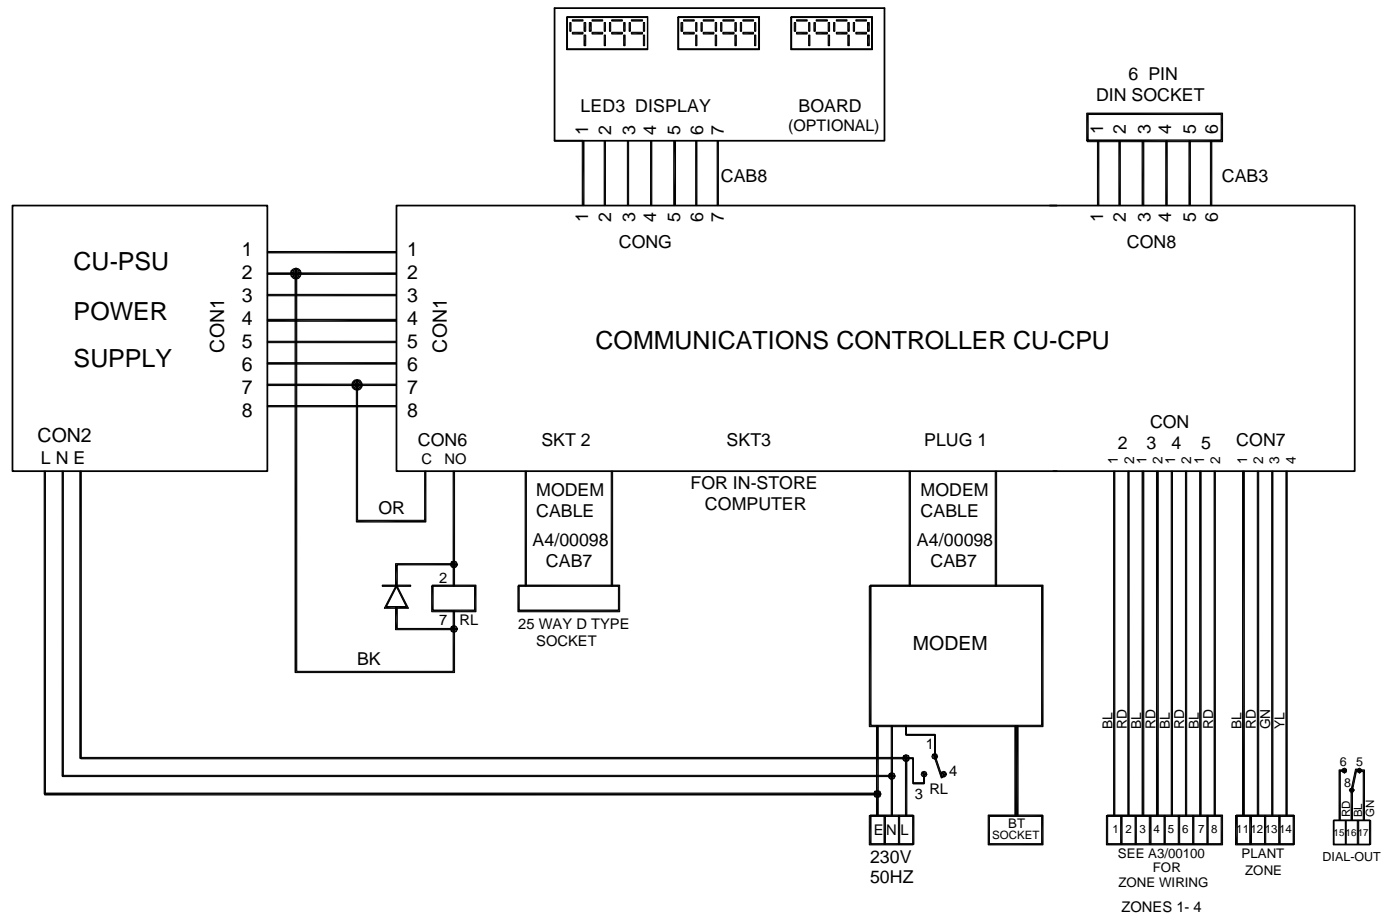 9999 9999 9999
LED3 DISPLAY BOARD
(OPTIONAL)
1 2 3 4 5 6 7
CAB8
1 2 3 4 5 6 7
CONG
6 PIN
DIN SOCKET
1 2 3 4 5 6
CAB3
1 2 3 4 5 6
CON8
CU-PSU
POWER
SUPPLY
CON1
1
2
3
4
5
6
7
8
CON2
L N E
1
2
3
4
5
6
7
8
CON1
COMMUNICATIONS CONTROLLER CU-CPU
CON6
C NO
OR
BK
2
7 RL
SKT 2
MODEM
CABLE
A4/00098
CAB7
25 WAY D TYPE
SOCKET
SKT3
FOR IN-STORE
COMPUTER
PLUG 1
MODEM
CABLE
A4/00098
CAB7
MODEM
1
4
3 RL
E N L
230V
50HZ
BT
SOCKET
CON
2 3 4 5
1 2 1 2 1 2 1 2
BL RD BL RD BL RD BL RD
1 2 3 4 5 6 7 8
SEE A3/00100
FOR
ZONE WIRING
ZONES 1- 4
CON7
1 2 3 4
BL RD GN YL
11 12 13 14
PLANT
ZONE
6 5
8
RD BL GN
15 16 17
DIAL-OUT